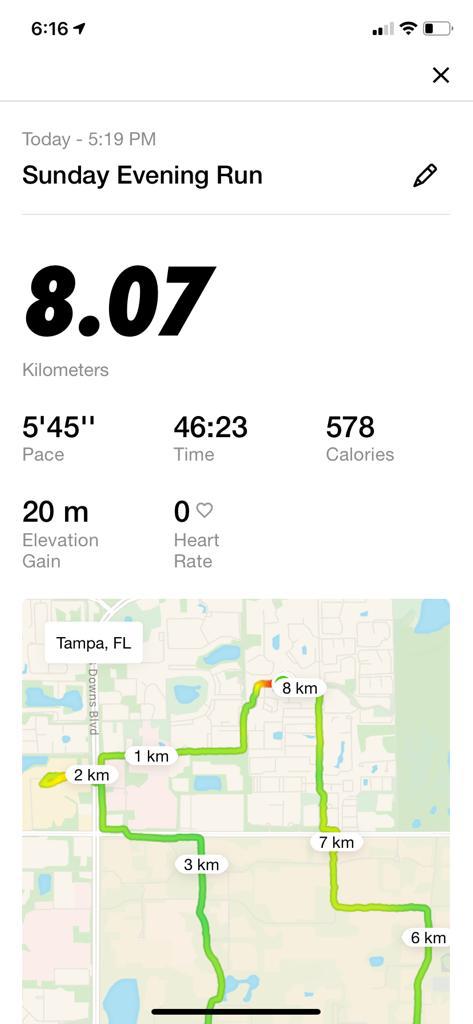 6:16
Today - 5:19 PM
Sunday Evening Run
8.07
Kilometers
5'45'' 46:23 578
Pace Time Calories
20 m 0
Elevation Gain Heart Rate
Tampa, FL
Downs Blvd
8 km
1 km
2 km
7 km
3 km
6 km